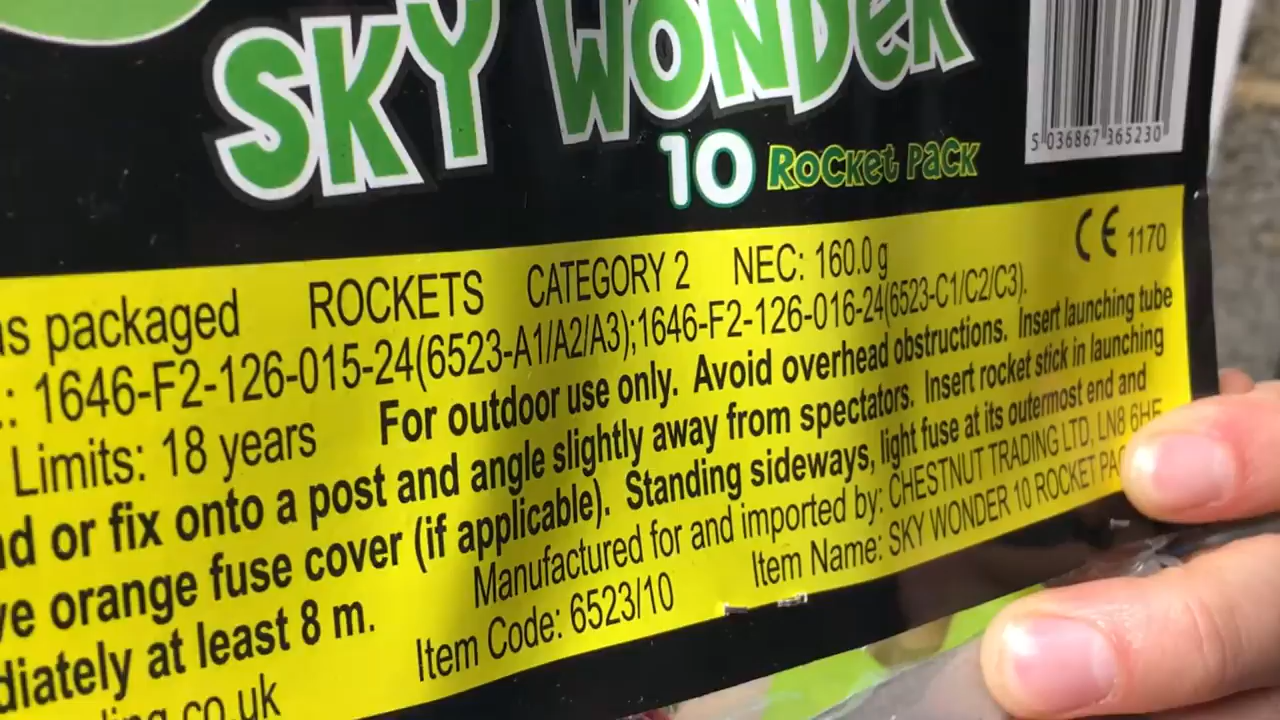 SKY WONDER
10 ROCKET PACK
5 036867 365230
as packaged ROCKETS CATEGORY 2 NEC: 160.0 g CE 1170
.: 1646-F2-126-015-24(6523-A1/A2/A3);1646-F2-126-016-24(6523-C1/C2/C3).
Limits: 18 years For outdoor use only. Avoid overhead obstructions. Insert launching tube
nd or fix onto a post and angle slightly away from spectators. Insert rocket stick in launching
ve orange fuse cover (if applicable). Standing sideways, light fuse at its outermost end and
diately at least 8 m. Manufactured for and imported by: CHESTNUT TRADING LTD, LN8 6HF
ding.co.uk Item Code: 6523/10 Item Name: SKY WONDER 10 ROCKET PAC